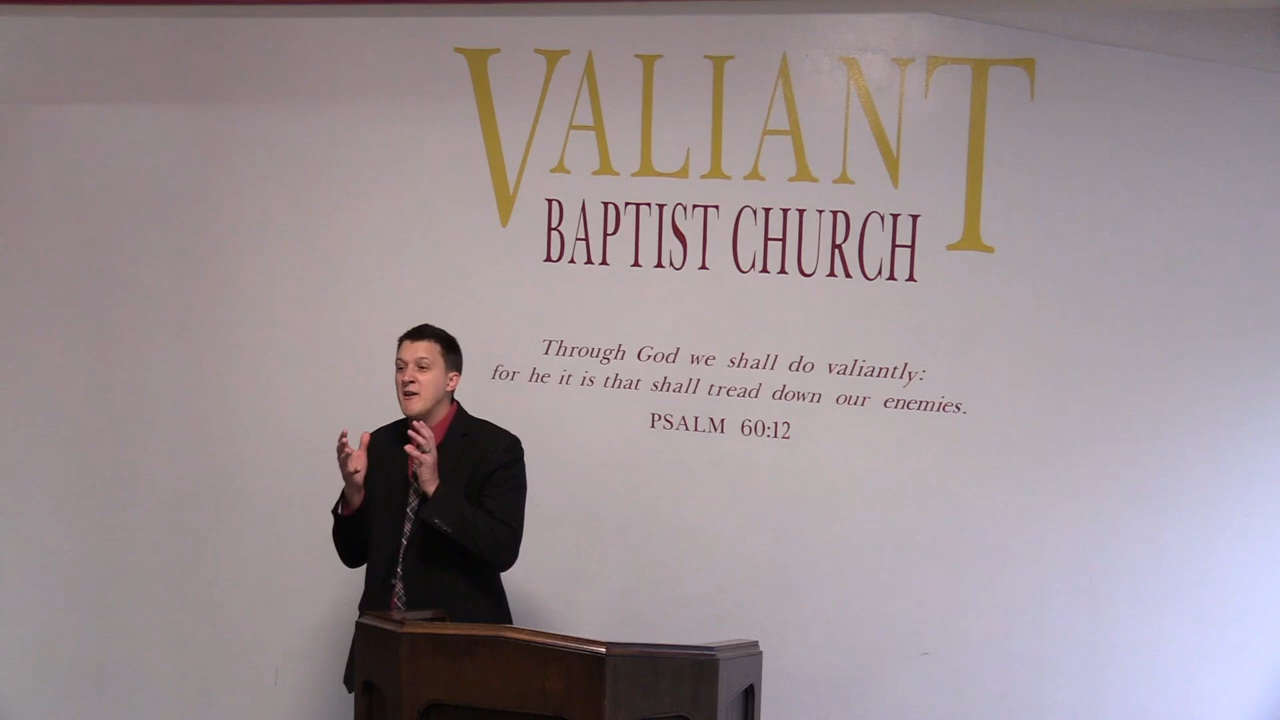 VALIANT
BAPTIST CHURCH
Through God we shall do valiantly:
for he it is that shall tread down our enemies.
PSALM 60:12